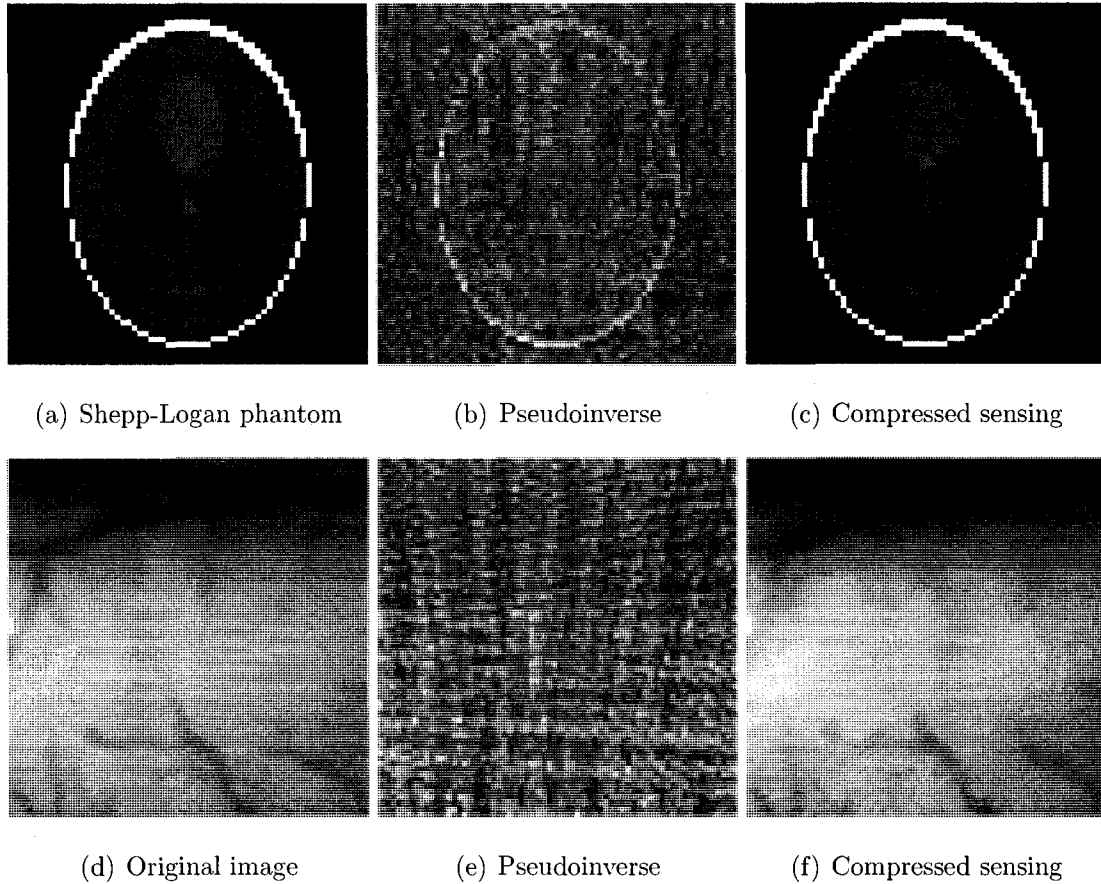 (a) Shepp-Logan phantom
(b) Pseudoinverse
(c) Compressed sensing
(d) Original image
(e) Pseudoinverse
(f) Compressed sensing